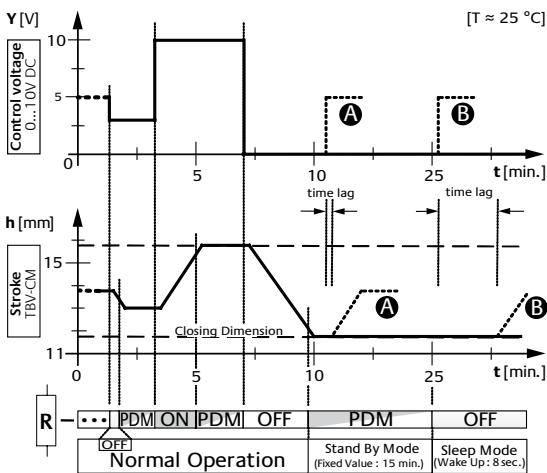 Y [V]
[T ≈ 25 °C]
Control voltage
0...10V DC
10
5
0
A
B
5
10
25
t [min.]
time lag
time lag
h [mm]
Stroke
TBV-CM
15
11
Closing Dimension
A
B
0
5
10
25
t [min.]
R
OFF
PDM
ON
PDM
OFF
PDM
OFF
Normal Operation
Stand By Mode
(Fixed Value : 15 min.)
Sleep Mode
(Wake Up : 8 sec.)